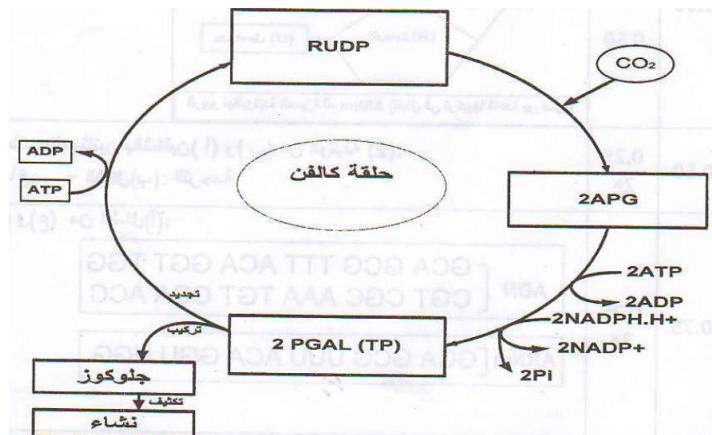 RUDP
CO₂
ADP
ATP
حلقة كالفن
2APG
2ATP
2ADP
2NADPH.H+
2NADP+
2Pi
تجديد
2 PGAL (TP)
تركيب
جلوكوز
تكثيف
نشاء